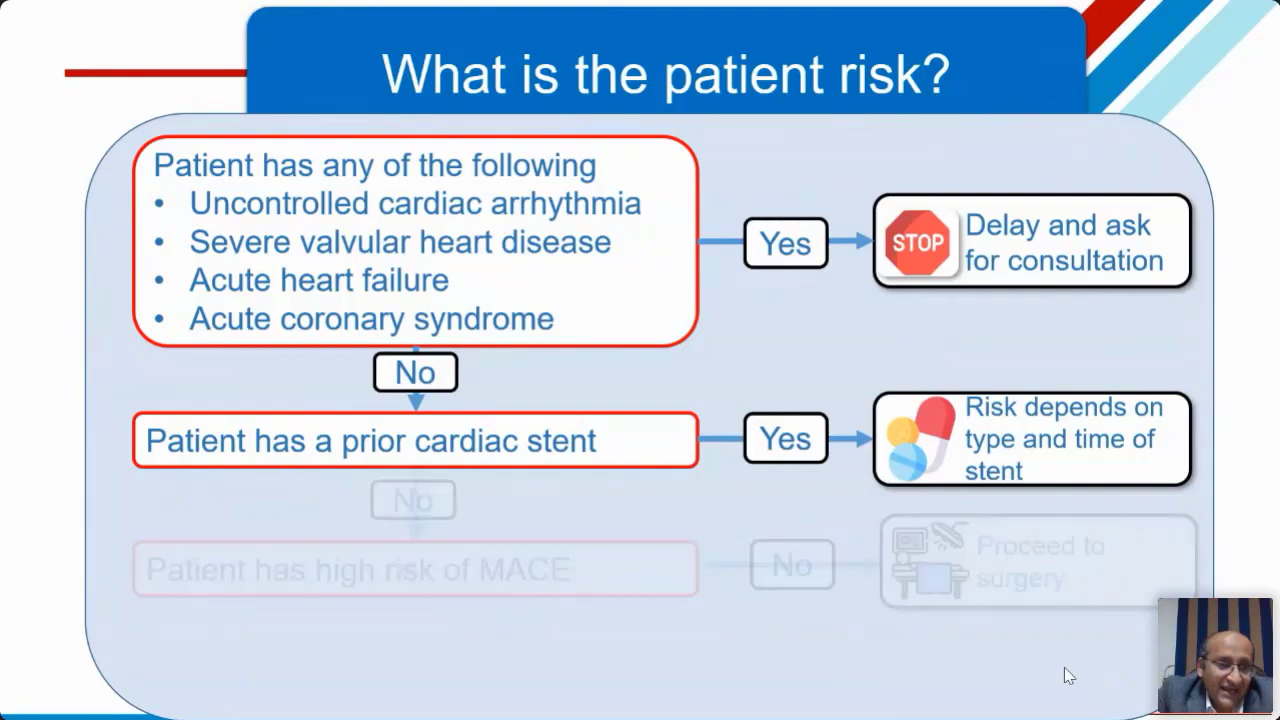 What is the patient risk?
Patient has any of the following
• Uncontrolled cardiac arrhythmia
• Severe valvular heart disease
• Acute heart failure
• Acute coronary syndrome
Yes
STOP
Delay and ask
for consultation
No
Patient has a prior cardiac stent
Yes
Risk depends on
type and time of
stent
No
Patient has high risk of MACE
No
Proceed to
surgery